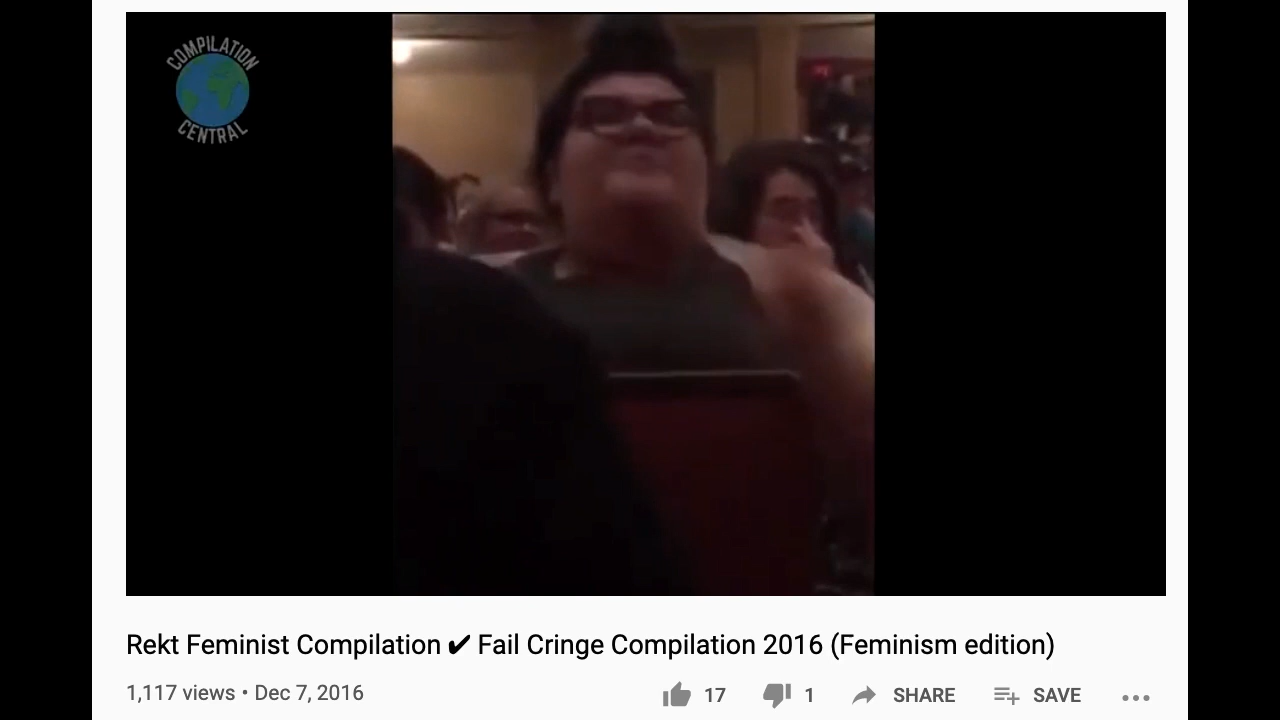 COMPILATION
CENTRAL
Rekt Feminist Compilation ✔ Fail Cringe Compilation 2016 (Feminism edition)
1,117 views • Dec 7, 2016 17 1 SHARE SAVE